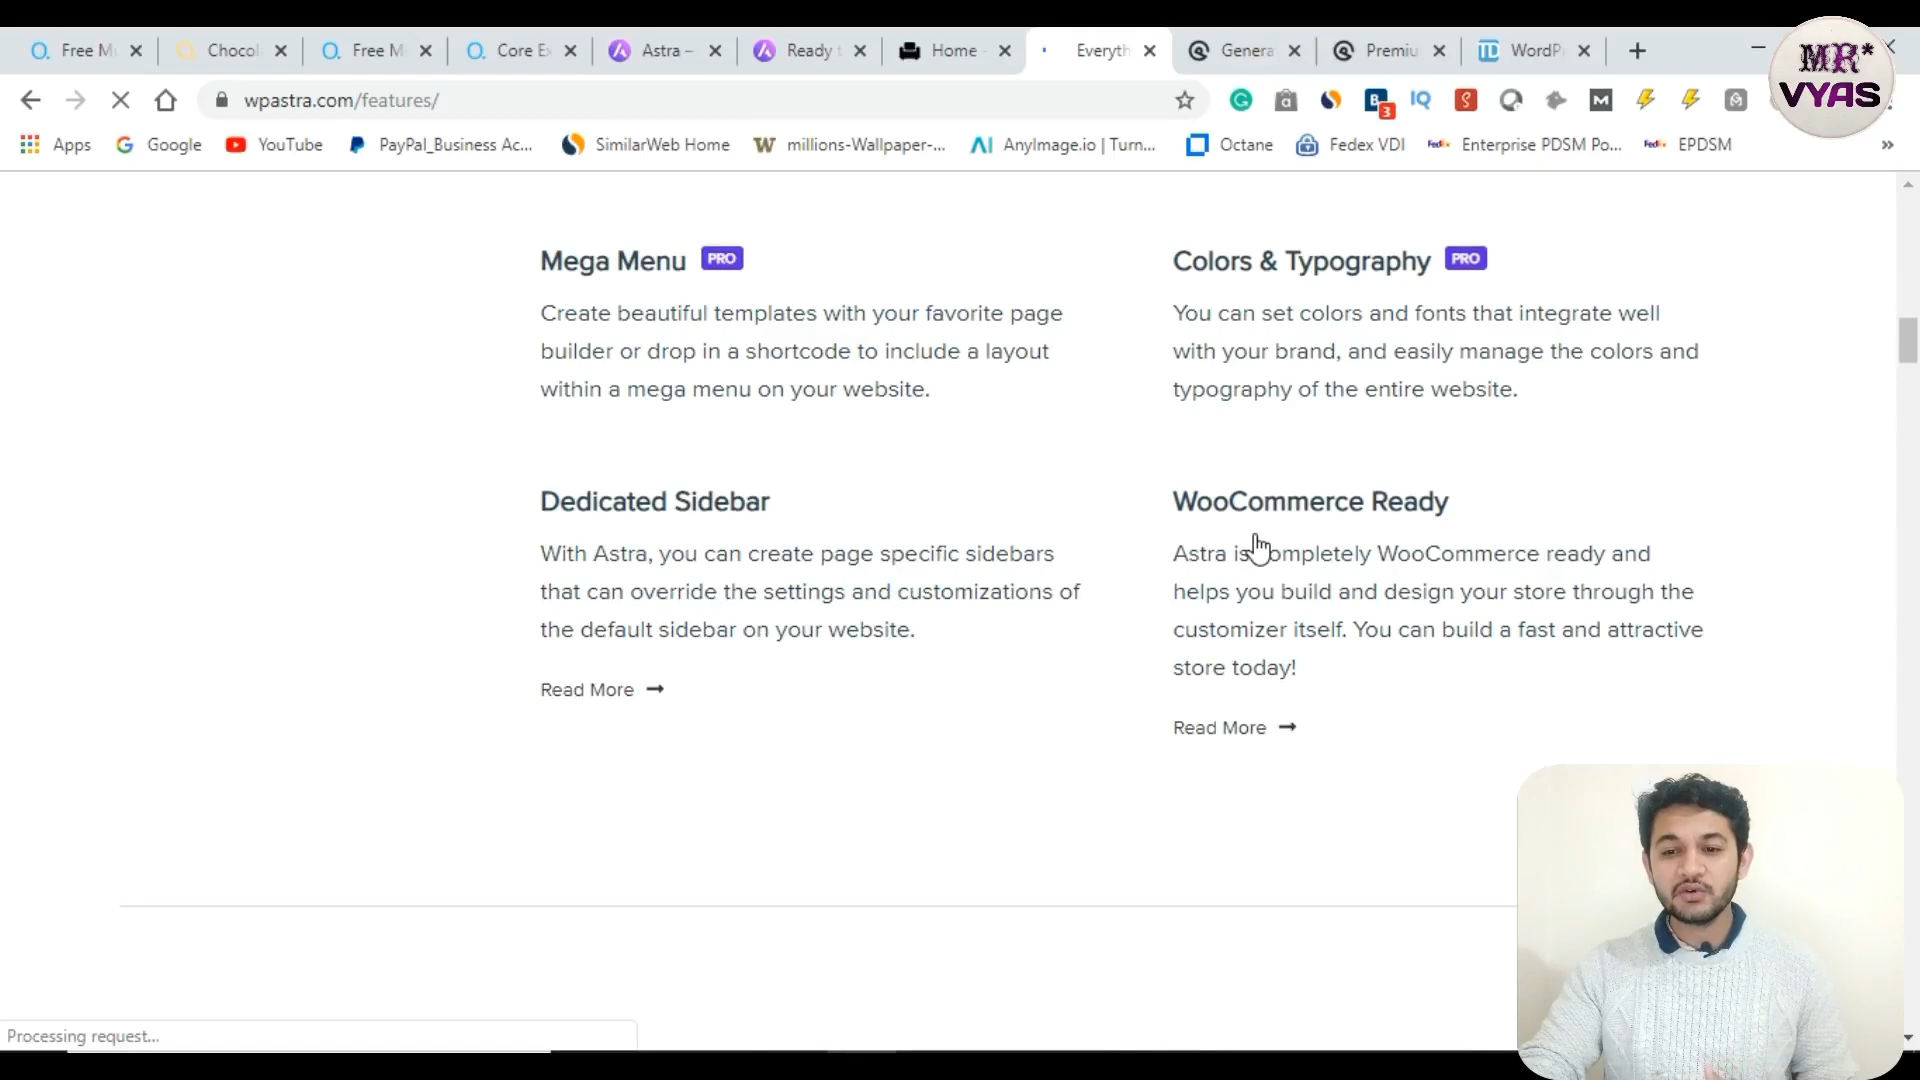 Free M
Chocol
Free M
Core Ex
Astra –
Ready t
Home -
Everyth
Genera
Premiu
WordP
MR*
VYAS
wpastra.com/features/
3
Apps
Google
YouTube
PayPal_Business Ac...
SimilarWeb Home
millions-Wallpaper-...
AnyImage.io | Turn...
Octane
Fedex VDI
Enterprise PDSM Po...
EPDSM
»
Mega Menu PRO
Create beautiful templates with your favorite page
builder or drop in a shortcode to include a layout
within a mega menu on your website.
Colors & Typography PRO
You can set colors and fonts that integrate well
with your brand, and easily manage the colors and
typography of the entire website.
Dedicated Sidebar
With Astra, you can create page specific sidebars
that can override the settings and customizations of
the default sidebar on your website.
Read More →
WooCommerce Ready
Astra is completely WooCommerce ready and
helps you build and design your store through the
customizer itself. You can build a fast and attractive
store today!
Read More →
Processing request...